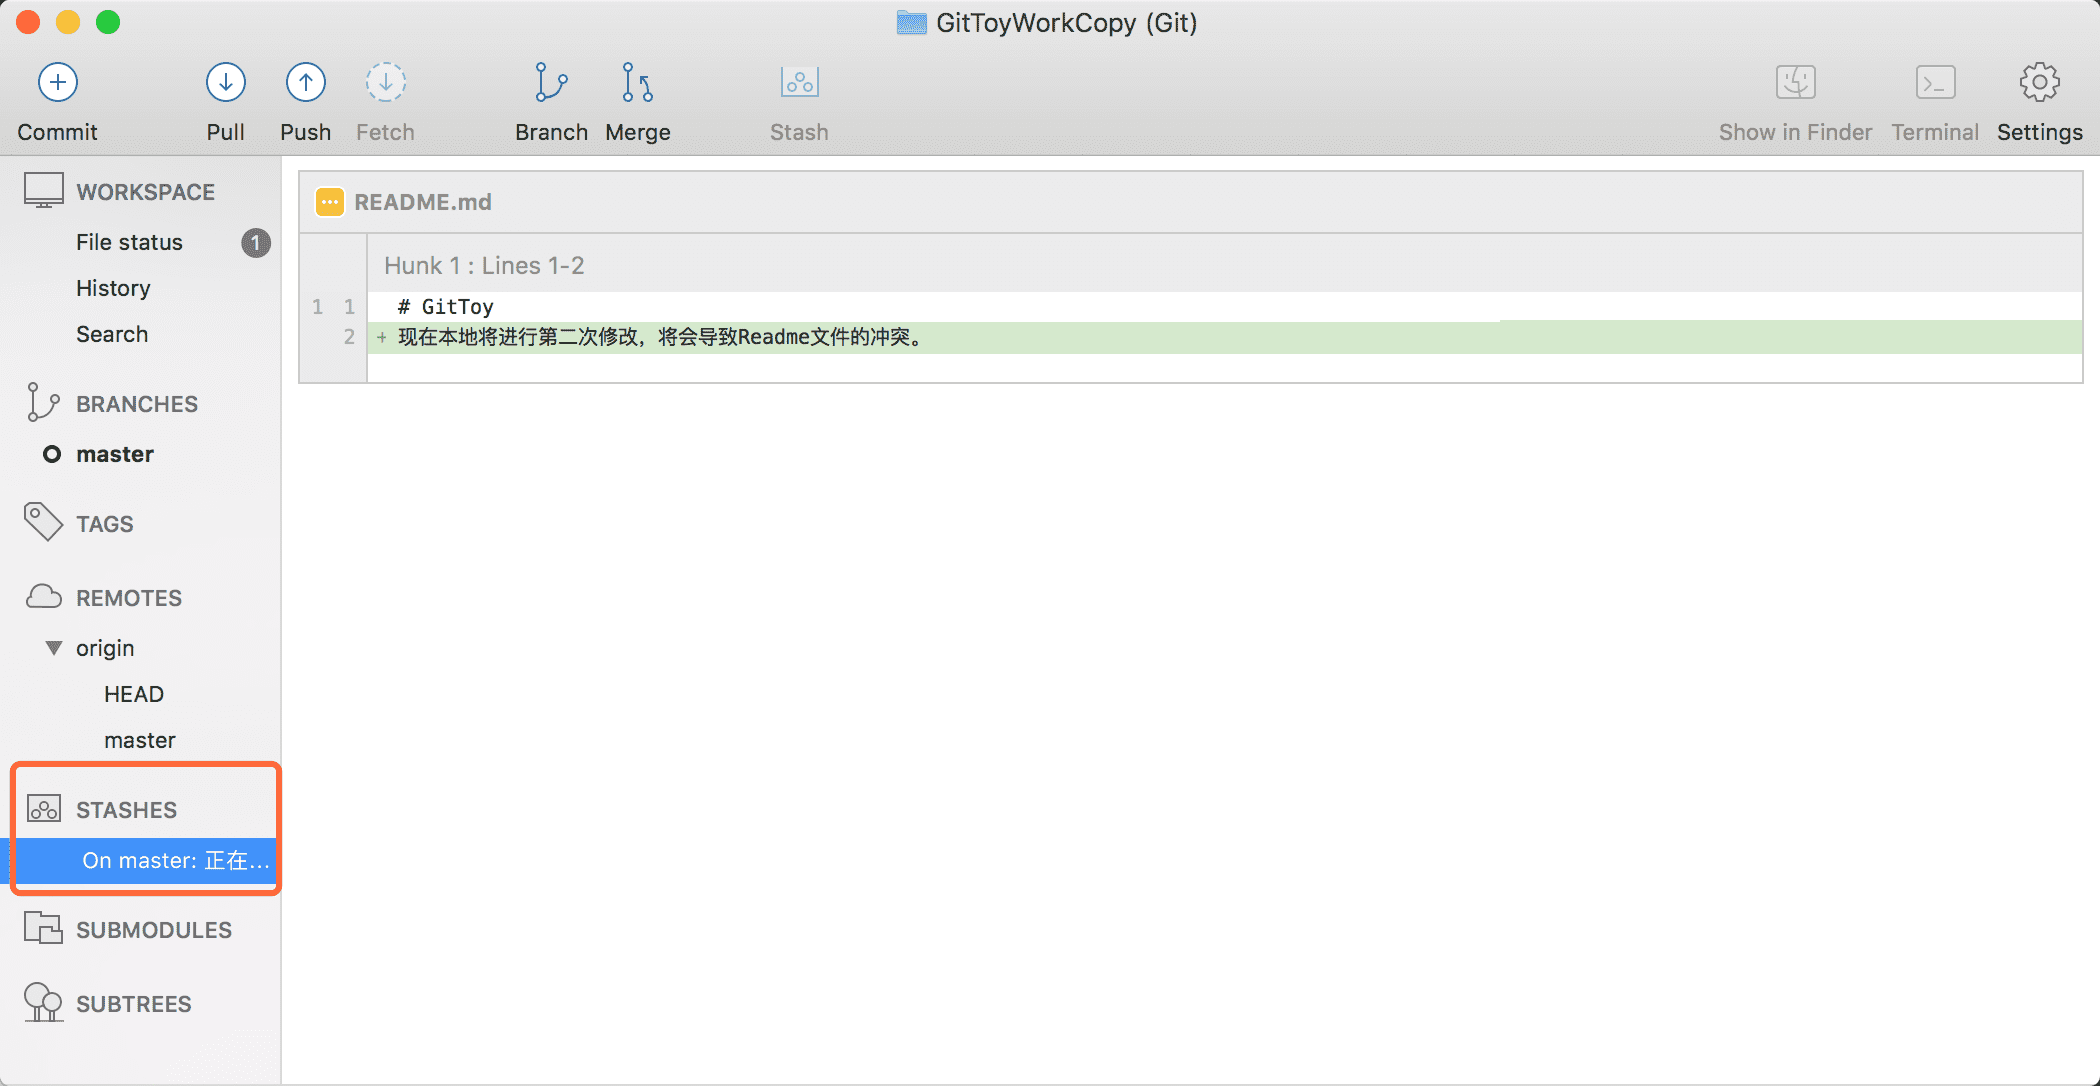 GitToyWorkCopy (Git)
Commit Pull Push Fetch Branch Merge Stash Show in Finder Terminal Settings
WORKSPACE
File status 1
History
Search
BRANCHES
master
TAGS
REMOTES
origin
HEAD
master
STASHES
On master: 正在...
SUBMODULES
SUBTREES
README.md
Hunk 1 : Lines 1-2
1 1 # GitToy
2 + 现在本地将进行第二次修改，将会导致Readme文件的冲突。